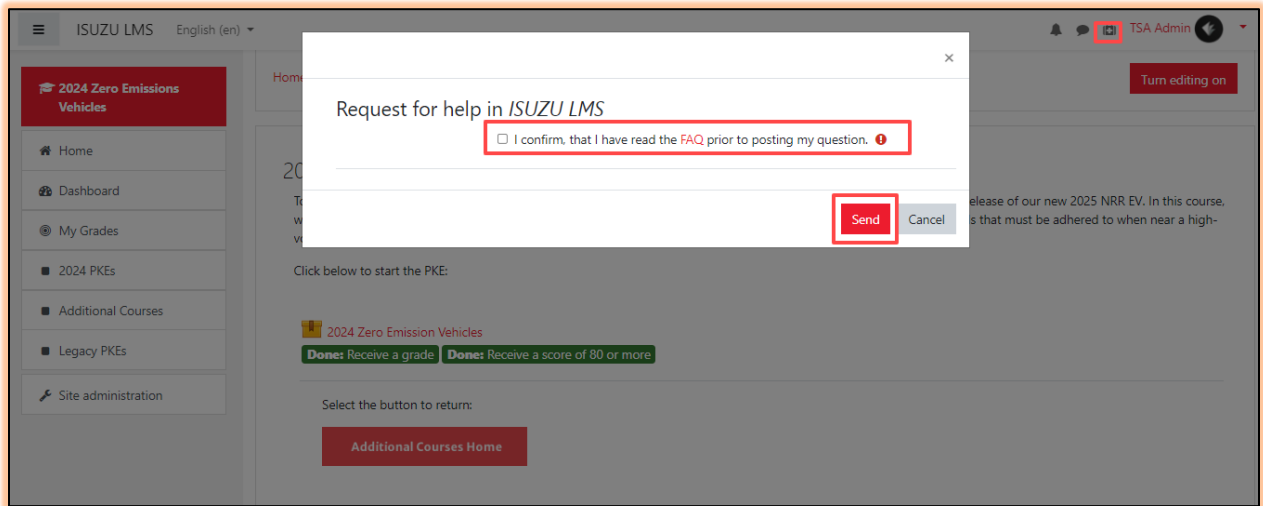 ISUZU LMS English (en)
TSA Admin
2024 Zero Emissions
Vehicles
Home
Turn editing on
×
Request for help in ISUZU LMS
I confirm, that I have read the FAQ prior to posting my question.
Send Cancel
Home
Dashboard
My Grades
2024 PKEs
Additional Courses
Legacy PKEs
Site administration
20
elease of our new 2025 NRR EV. In this course,
w
s that must be adhered to when near a high-
Click below to start the PKE:
2024 Zero Emission Vehicles
Done: Receive a grade Done: Receive a score of 80 or more
Select the button to return:
Additional Courses Home